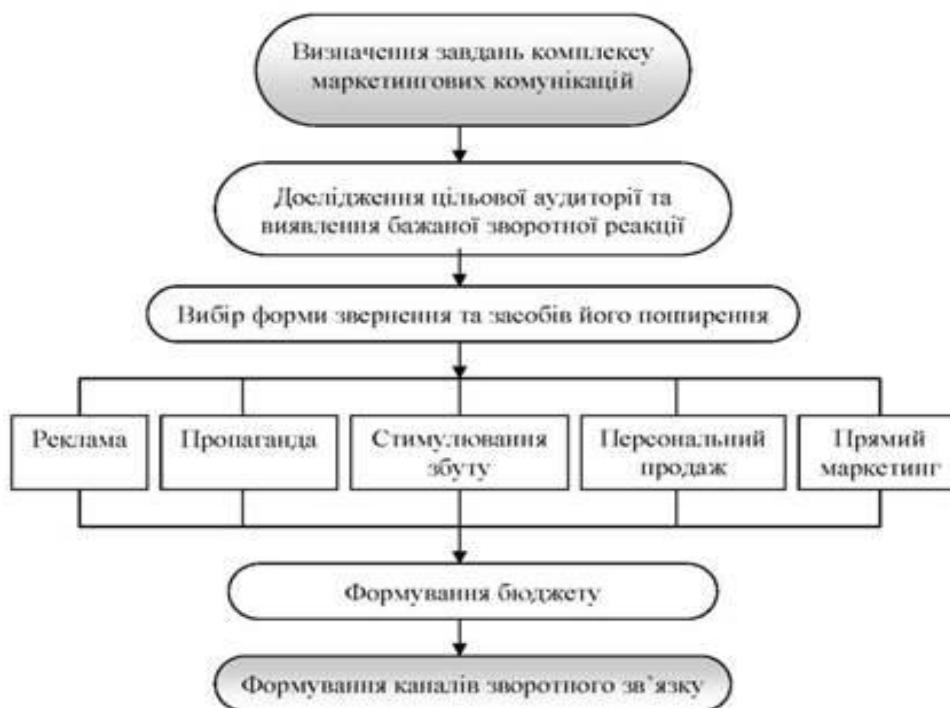 Визначення завдань комплексу
маркетингових комунікацій
Дослідження цільової аудиторії та
виявлення бажаної зворотної реакції
Вибір форми звернення та засобів його поширення
Реклама
Пропаганда
Стимулювання
збуту
Персональний
продаж
Прямий
маркетинг
Формування бюджету
Формування каналів зворотного зв’язку